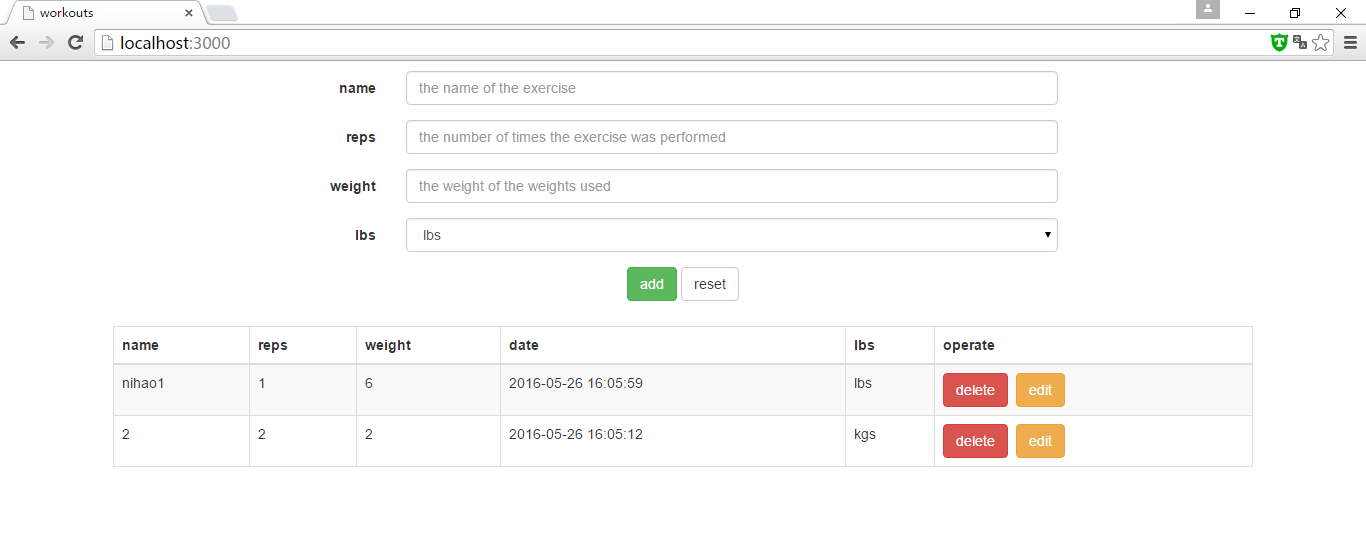 workouts
localhost:3000
name the name of the exercise
reps the number of times the exercise was performed
weight the weight of the weights used
lbs lbs
add reset
name reps weight date lbs operate
nihao1 1 6 2016-05-26 16:05:59 lbs delete edit
2 2 2 2016-05-26 16:05:12 kgs delete edit